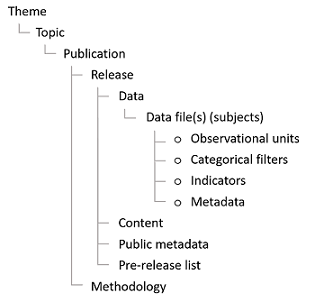 Theme
Topic
Publication
Release
Data
Data file(s) (subjects)
Observational units
Categorical filters
Indicators
Metadata
Content
Public metadata
Pre-release list
Methodology